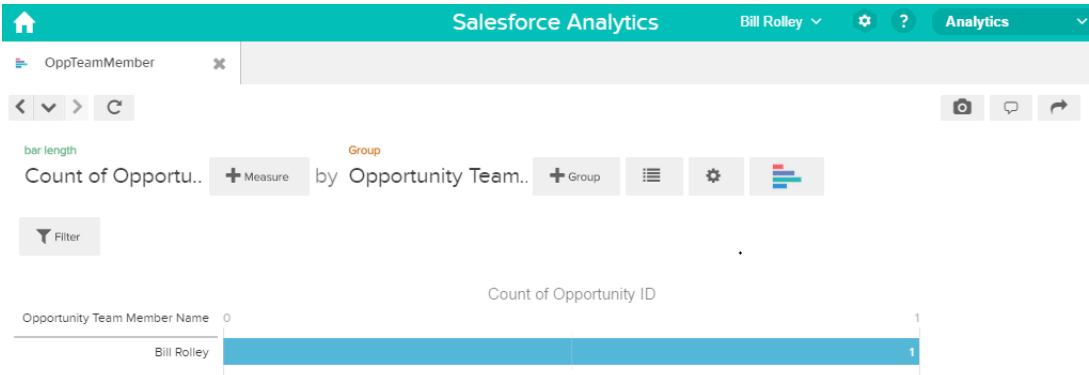 Salesforce Analytics
Bill Rolley
?
Analytics
OppTeamMember
bar length
Count of Opportu..
Measure
by
Group
Opportunity Team..
Group
Filter
Count of Opportunity ID
Opportunity Team Member Name 0 1
Bill Rolley 1